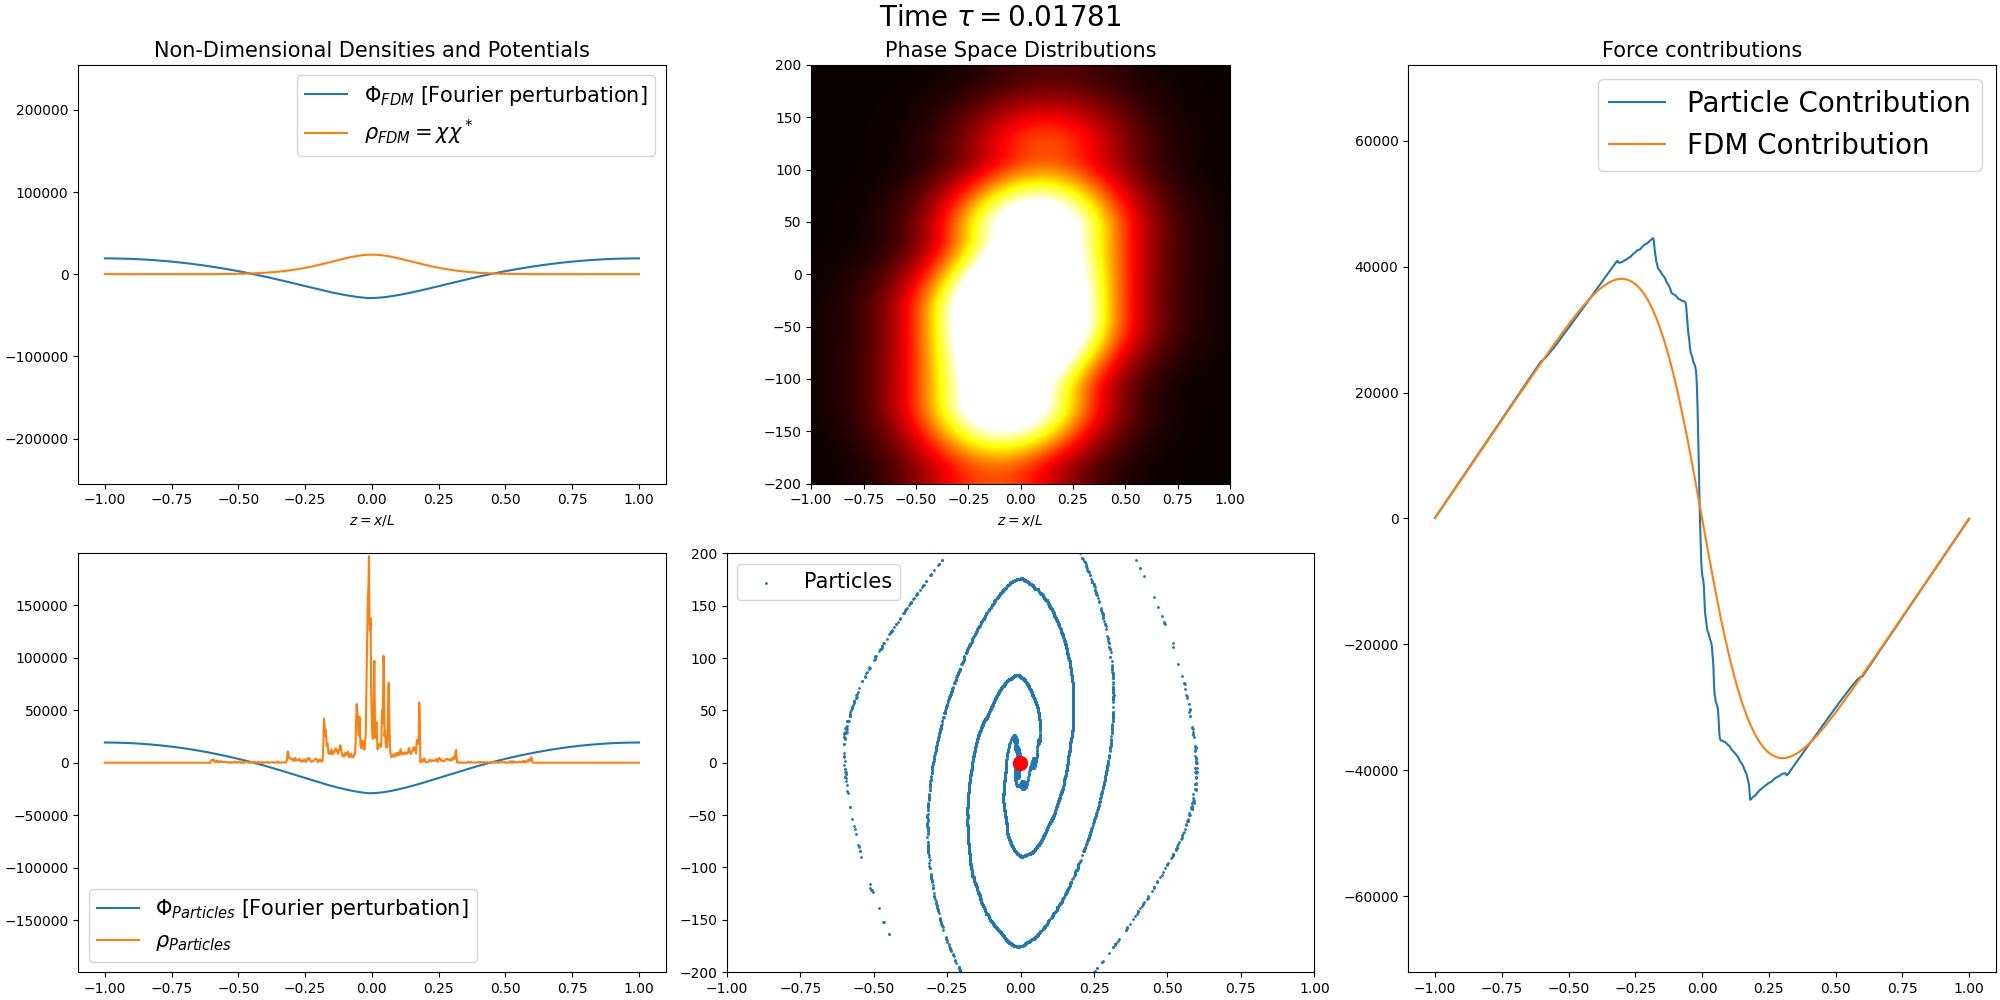 Time τ = 0.01781
Non-Dimensional Densities and Potentials
Φ_FDM [Fourier perturbation]
ρ_FDM = χχ*
200000
100000
0
−100000
−200000
−1.00 −0.75 −0.50 −0.25 0.00 0.25 0.50 0.75 1.00
z = x/L
Phase Space Distributions
200
150
100
50
0
−50
−100
−150
−200
−1.00 −0.75 −0.50 −0.25 0.00 0.25 0.50 0.75 1.00
z = x/L
Force contributions
Particle Contribution
FDM Contribution
60000
40000
20000
0
−20000
−40000
−60000
−1.00 −0.75 −0.50 −0.25 0.00 0.25 0.50 0.75 1.00
150000
100000
50000
0
−50000
−100000
−150000
Φ_Particles [Fourier perturbation]
ρ_Particles
−1.00 −0.75 −0.50 −0.25 0.00 0.25 0.50 0.75 1.00
Particles
200
150
100
50
0
−50
−100
−150
−200
−1.00 −0.75 −0.50 −0.25 0.00 0.25 0.50 0.75 1.00